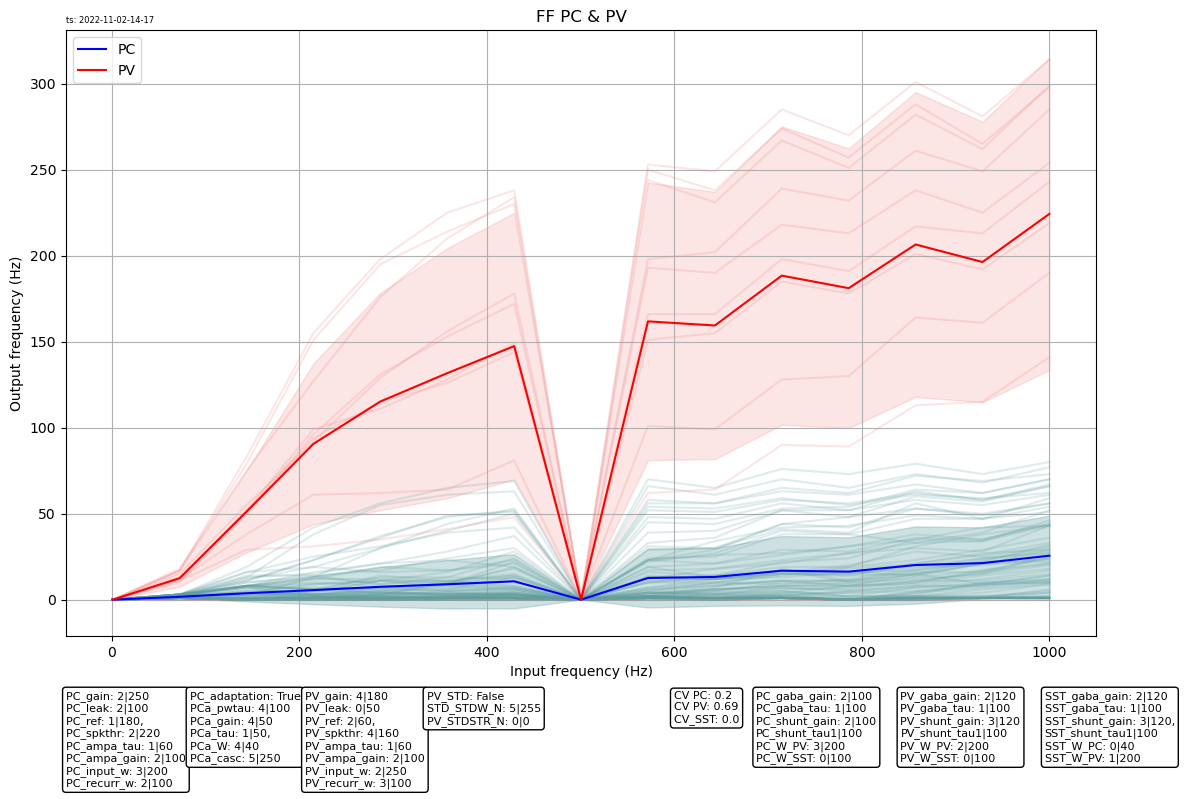 ts: 2022-11-02-14-17
FF PC & PV
PC
PV
Output frequency (Hz)
300
250
200
150
100
50
0
0 200 400 600 800 1000
Input frequency (Hz)
PC_gain: 2|250
PC_leak: 2|100
PC_ref: 1|180,
PC_spkthr: 2|220
PC_ampa_tau: 1|60
PC_ampa_gain: 2|100
PC_input_w: 3|200
PC_recurr_w: 2|100
PC_adaptation: True
PCa_pwtau: 4|100
PCa_gain: 4|50
PCa_tau: 1|50,
PCa_W: 4|40
PCa_casc: 5|250
PV_gain: 4|180
PV_leak: 0|50
PV_ref: 2|60,
PV_spkthr: 4|160
PV_ampa_tau: 1|60
PV_ampa_gain: 2|100
PV_input_w: 2|250
PV_recurr_w: 3|100
PV_STD: False
STD_STDW_N: 5|255
PV_STDSTR_N: 0|0
CV PC: 0.2
CV PV: 0.69
CV_SST: 0.0
PC_gaba_gain: 2|100
PC_gaba_tau: 1|100
PC_shunt_gain: 2|100
PC_shunt_tau1|100
PC_W_PV: 3|200
PC_W_SST: 0|100
PV_gaba_gain: 2|120
PV_gaba_tau: 1|100
PV_shunt_gain: 3|120
PV_shunt_tau1|100
PV_W_PV: 2|200
PV_W_SST: 0|100
SST_gaba_gain: 2|120
SST_gaba_tau: 1|100
SST_shunt_gain: 3|120,
SST_shunt_tau1|100
SST_W_PC: 0|40
SST_W_PV: 1|200